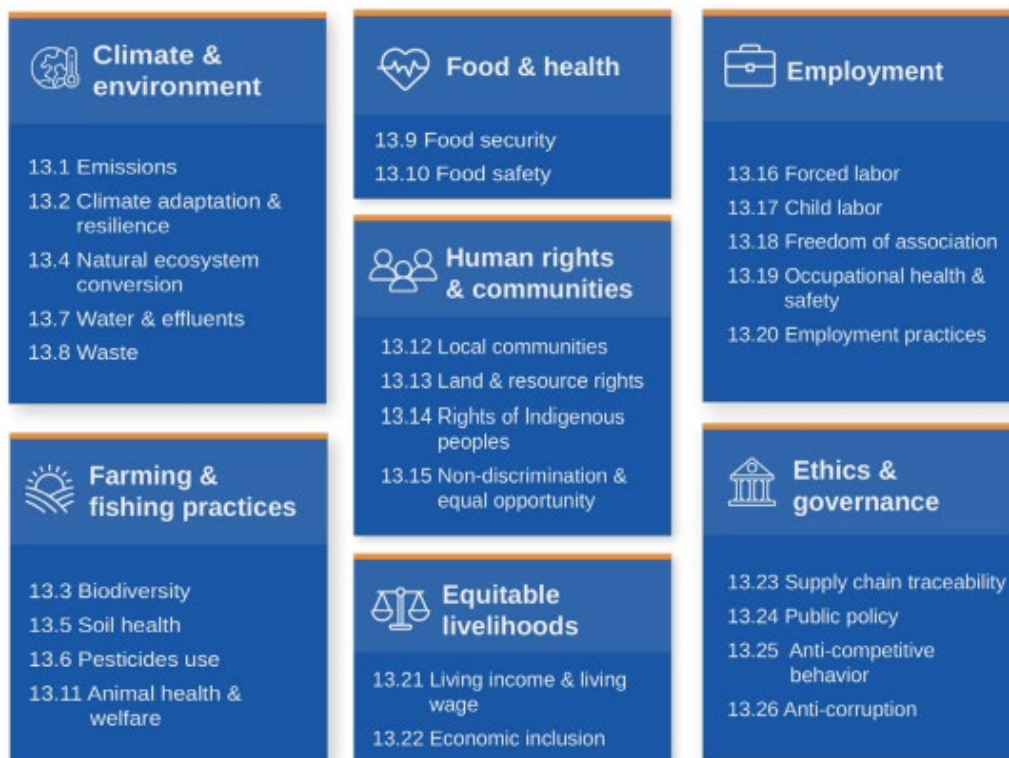 Climate &
environment
13.1 Emissions
13.2 Climate adaptation &
resilience
13.4 Natural ecosystem
conversion
13.7 Water & effluents
13.8 Waste
Farming &
fishing practices
13.3 Biodiversity
13.5 Soil health
13.6 Pesticides use
13.11 Animal health &
welfare
Food & health
13.9 Food security
13.10 Food safety
Human rights
& communities
13.12 Local communities
13.13 Land & resource rights
13.14 Rights of Indigenous
peoples
13.15 Non-discrimination &
equal opportunity
Equitable
livelihoods
13.21 Living income & living
wage
13.22 Economic inclusion
Employment
13.16 Forced labor
13.17 Child labor
13.18 Freedom of association
13.19 Occupational health &
safety
13.20 Employment practices
Ethics &
governance
13.23 Supply chain traceability
13.24 Public policy
13.25 Anti-competitive
behavior
13.26 Anti-corruption